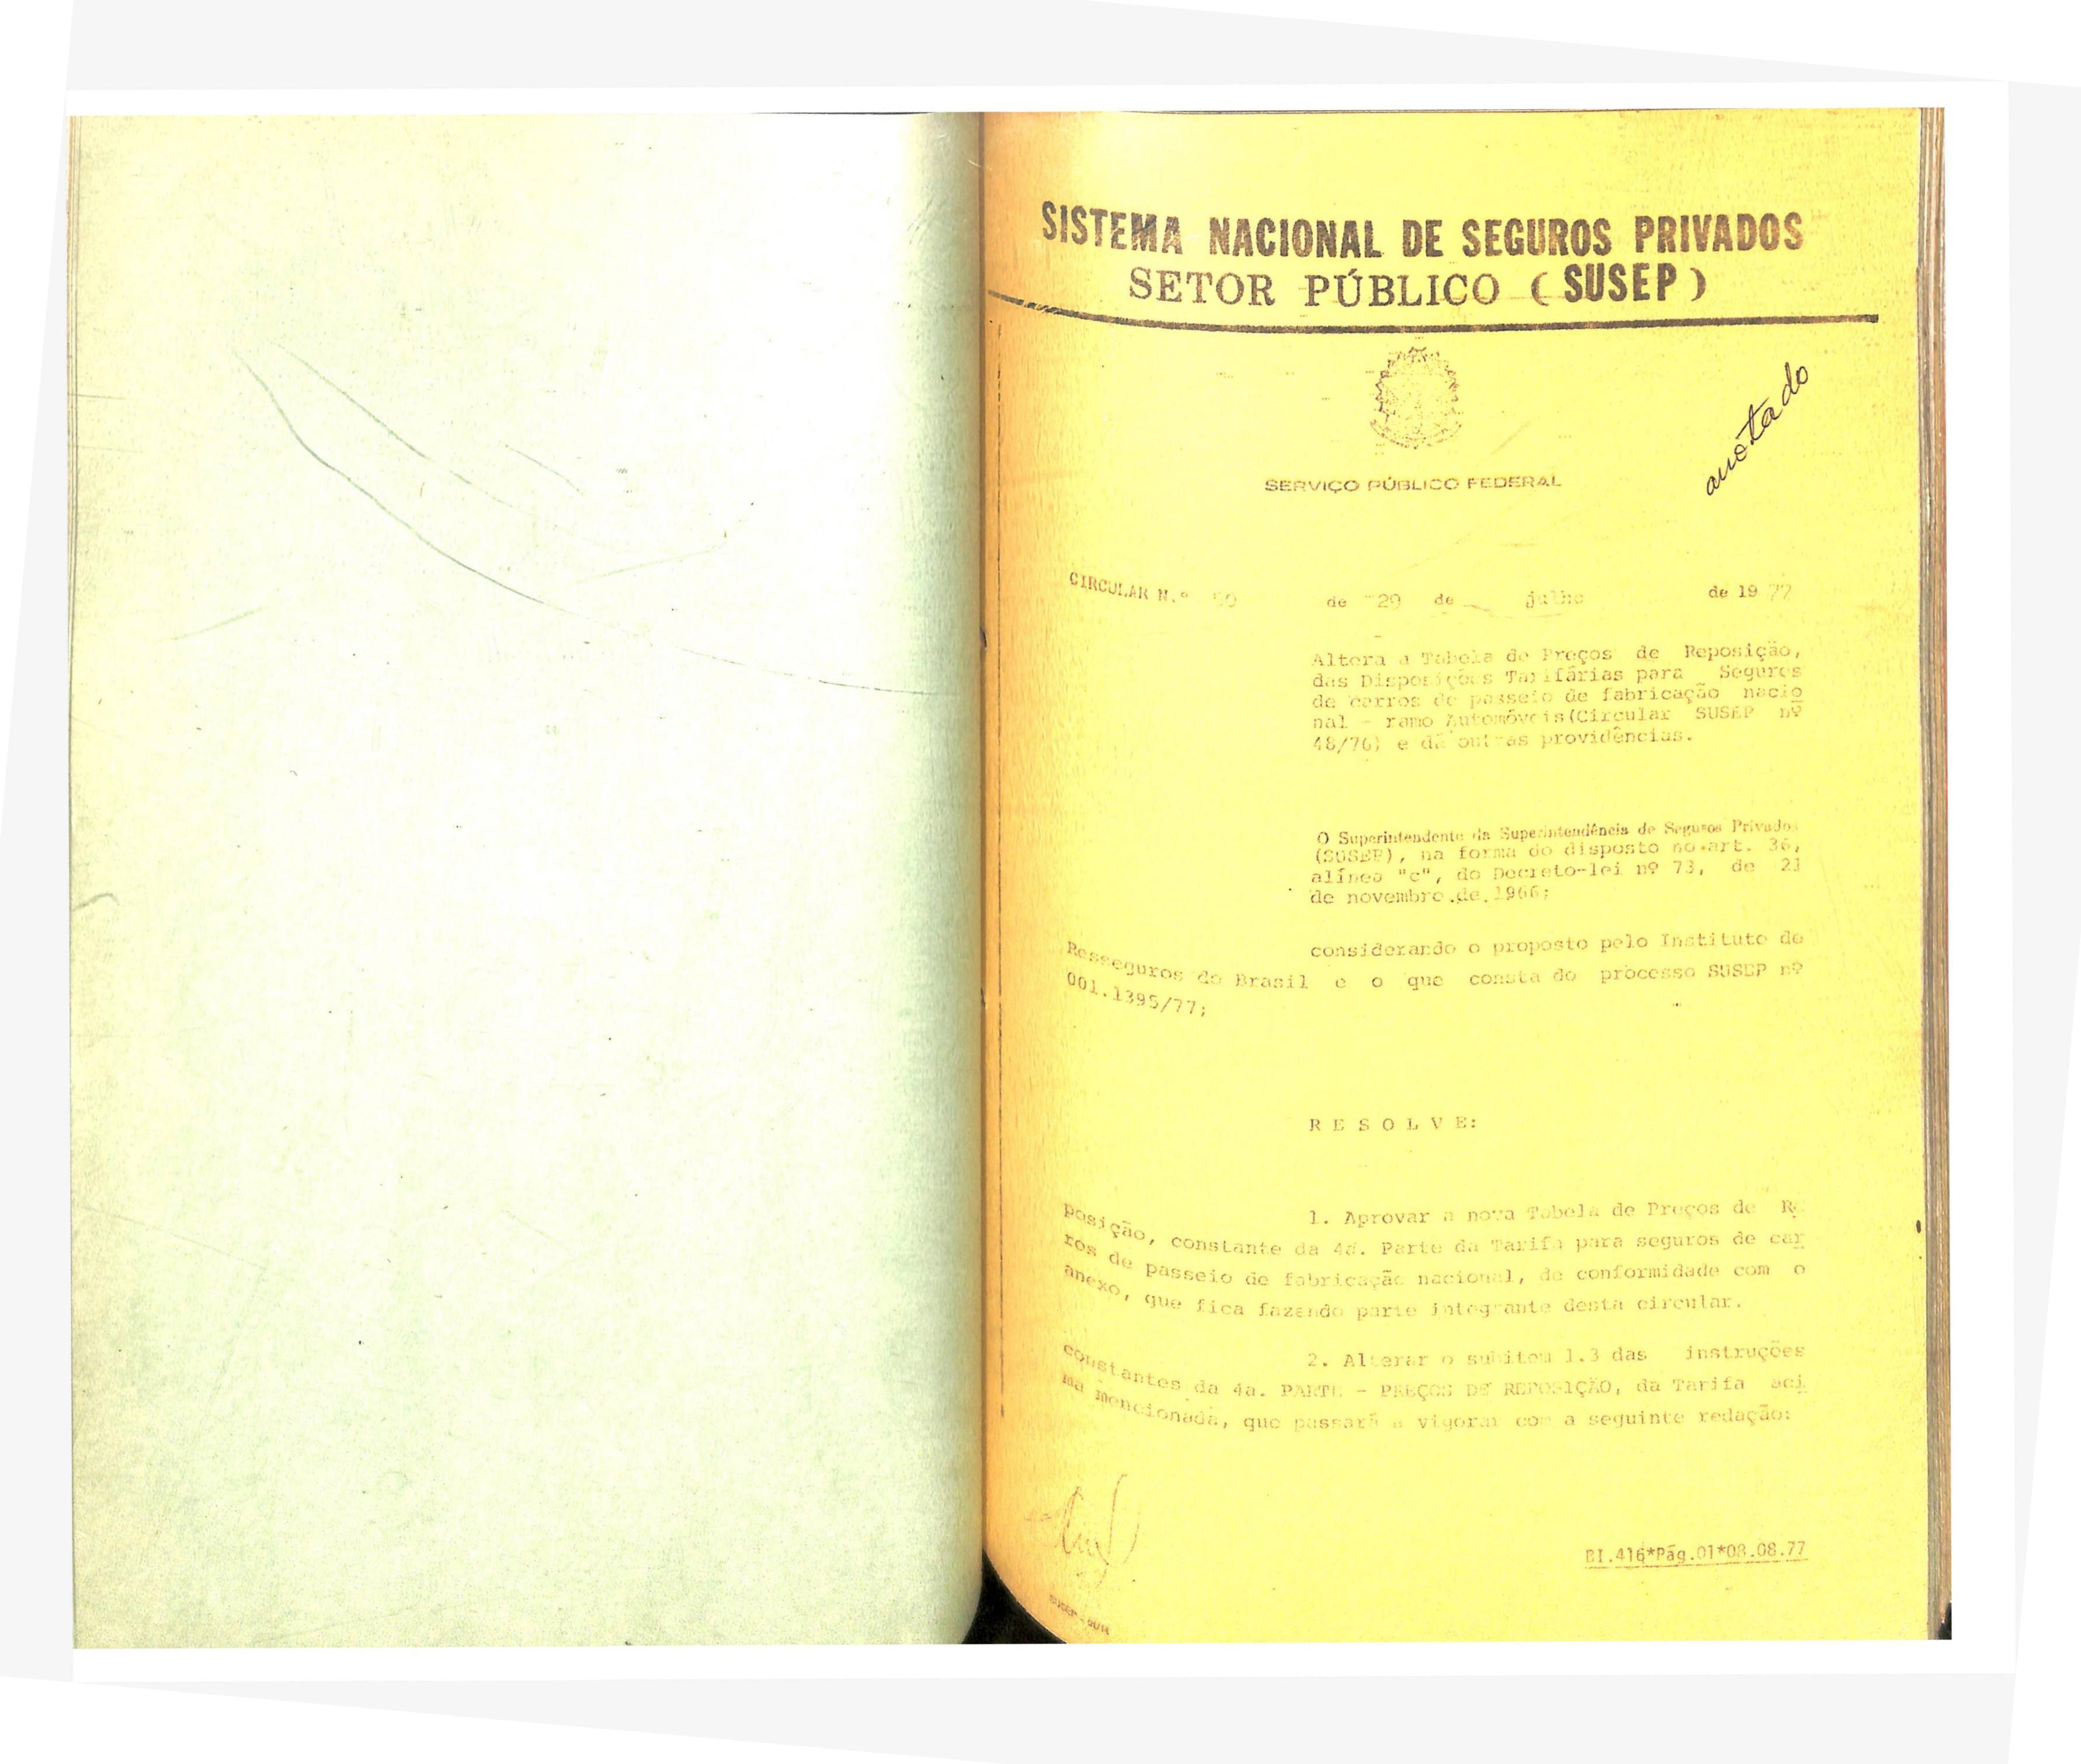 SISTEMA NACIONAL DE SEGUROS PRIVADOS
SETOR PÚBLICO (SUSEP)
anotado
SERVIÇO PÚBLICO FEDERAL
CIRCULAR N.º de 29 de julho de 1977
Altera a Tabela de Preços de Reposição,
das Disposições Tarifárias para Seguros
de carros de passeio de fabricação nacio
nal - ramo Automóveis(Circular SUSEP nº
48/76) e dá outras providências.
O Superintendente da Superintendência de Seguros Privados
(SUSEP), na forma do disposto no art. 36,
alínea "c", do Decreto-lei nº 73, de 21
de novembro de 1966;
considerando o proposto pelo Instituto de
Resseguros do Brasil e o que consta do processo SUSEP nº
001.1395/77;
R E S O L V E:
1. Aprovar a nova Tabela de Preços de Re
posição, constante da 4a. Parte da Tarifa para seguros de car
ros de passeio de fabricação nacional, de conformidade com o
anexo, que fica fazendo parte integrante desta circular.
2. Alterar o subitem 1.3 das instruções
constantes da 4a. PARTE - PREÇOS DE REPOSIÇÃO, da Tarifa aci
ma mencionada, que passará a vigorar com a seguinte redação:
BI.416*Pág.01*08.08.77